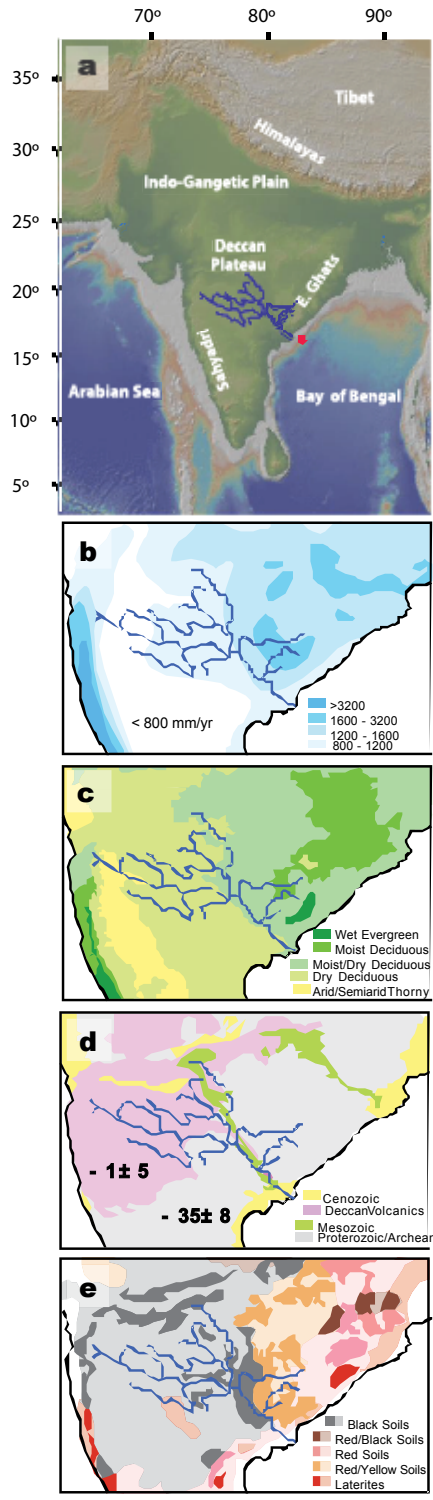 70º 80º 90º
a
35º
Tibet
30º
Himalayas
Indo-Gangetic Plain
25º
Deccan
Plateau
20º
E. Ghats
15º
Sahyadri
Arabian Sea
Bay of Bengal
10º
5º
b
< 800 mm/yr
>3200
1600 - 3200
1200 - 1600
800 - 1200
c
Wet Evergreen
Moist Deciduous
Moist/Dry Deciduous
Dry Deciduous
Arid/Semiarid Thorny
d
- 1± 5
- 35± 8
Cenozoic
DeccanVolcanics
Mesozoic
Proterozoic/Archean
e
Black Soils
Red/Black Soils
Red Soils
Red/Yellow Soils
Laterites